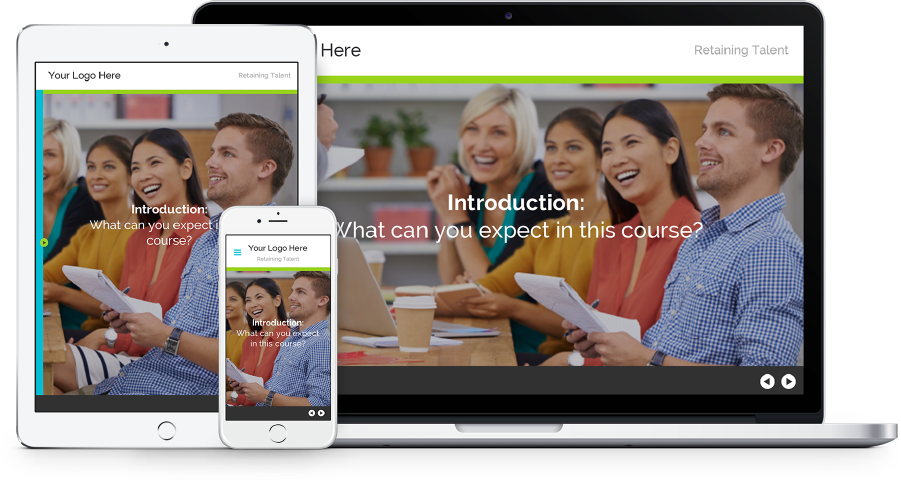 Your Logo Here
Retaining Talent
Introduction:
What can you expect i
course?
Your Logo Here
Retaining Talent
Introduction:
What can you expect
in this course?
Here
Retaining Talent
Introduction:
What can you expect in this course?